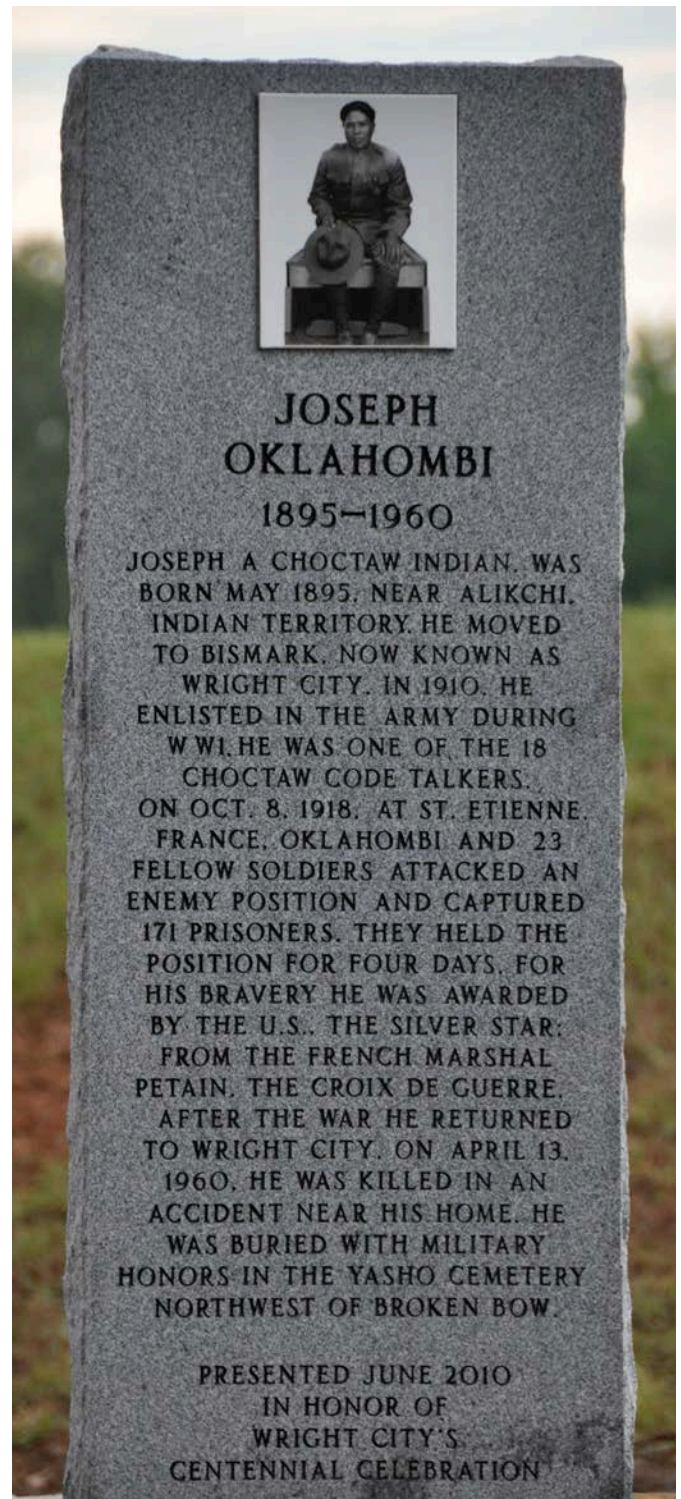 JOSEPH
OKLAHOMBI
1895-1960
JOSEPH A CHOCTAW INDIAN, WAS
BORN MAY 1895, NEAR ALIKCHI,
INDIAN TERRITORY. HE MOVED
TO BISMARK, NOW KNOWN AS
WRIGHT CITY, IN 1910. HE
ENLISTED IN THE ARMY DURING
WW1. HE WAS ONE OF THE 18
CHOCTAW CODE TALKERS.
ON OCT. 8, 1918, AT ST. ETIENNE,
FRANCE, OKLAHOMBI AND 23
FELLOW SOLDIERS ATTACKED AN
ENEMY POSITION AND CAPTURED
171 PRISONERS. THEY HELD THE
POSITION FOR FOUR DAYS. FOR
HIS BRAVERY HE WAS AWARDED
BY THE U.S., THE SILVER STAR;
FROM THE FRENCH MARSHAL
PETAIN, THE CROIX DE GUERRE.
AFTER THE WAR HE RETURNED
TO WRIGHT CITY. ON APRIL 13,
1960, HE WAS KILLED IN AN
ACCIDENT NEAR HIS HOME. HE
WAS BURIED WITH MILITARY
HONORS IN THE YASHO CEMETERY
NORTHWEST OF BROKEN BOW.
PRESENTED JUNE 2010
IN HONOR OF
WRIGHT CITY'S
CENTENNIAL CELEBRATION